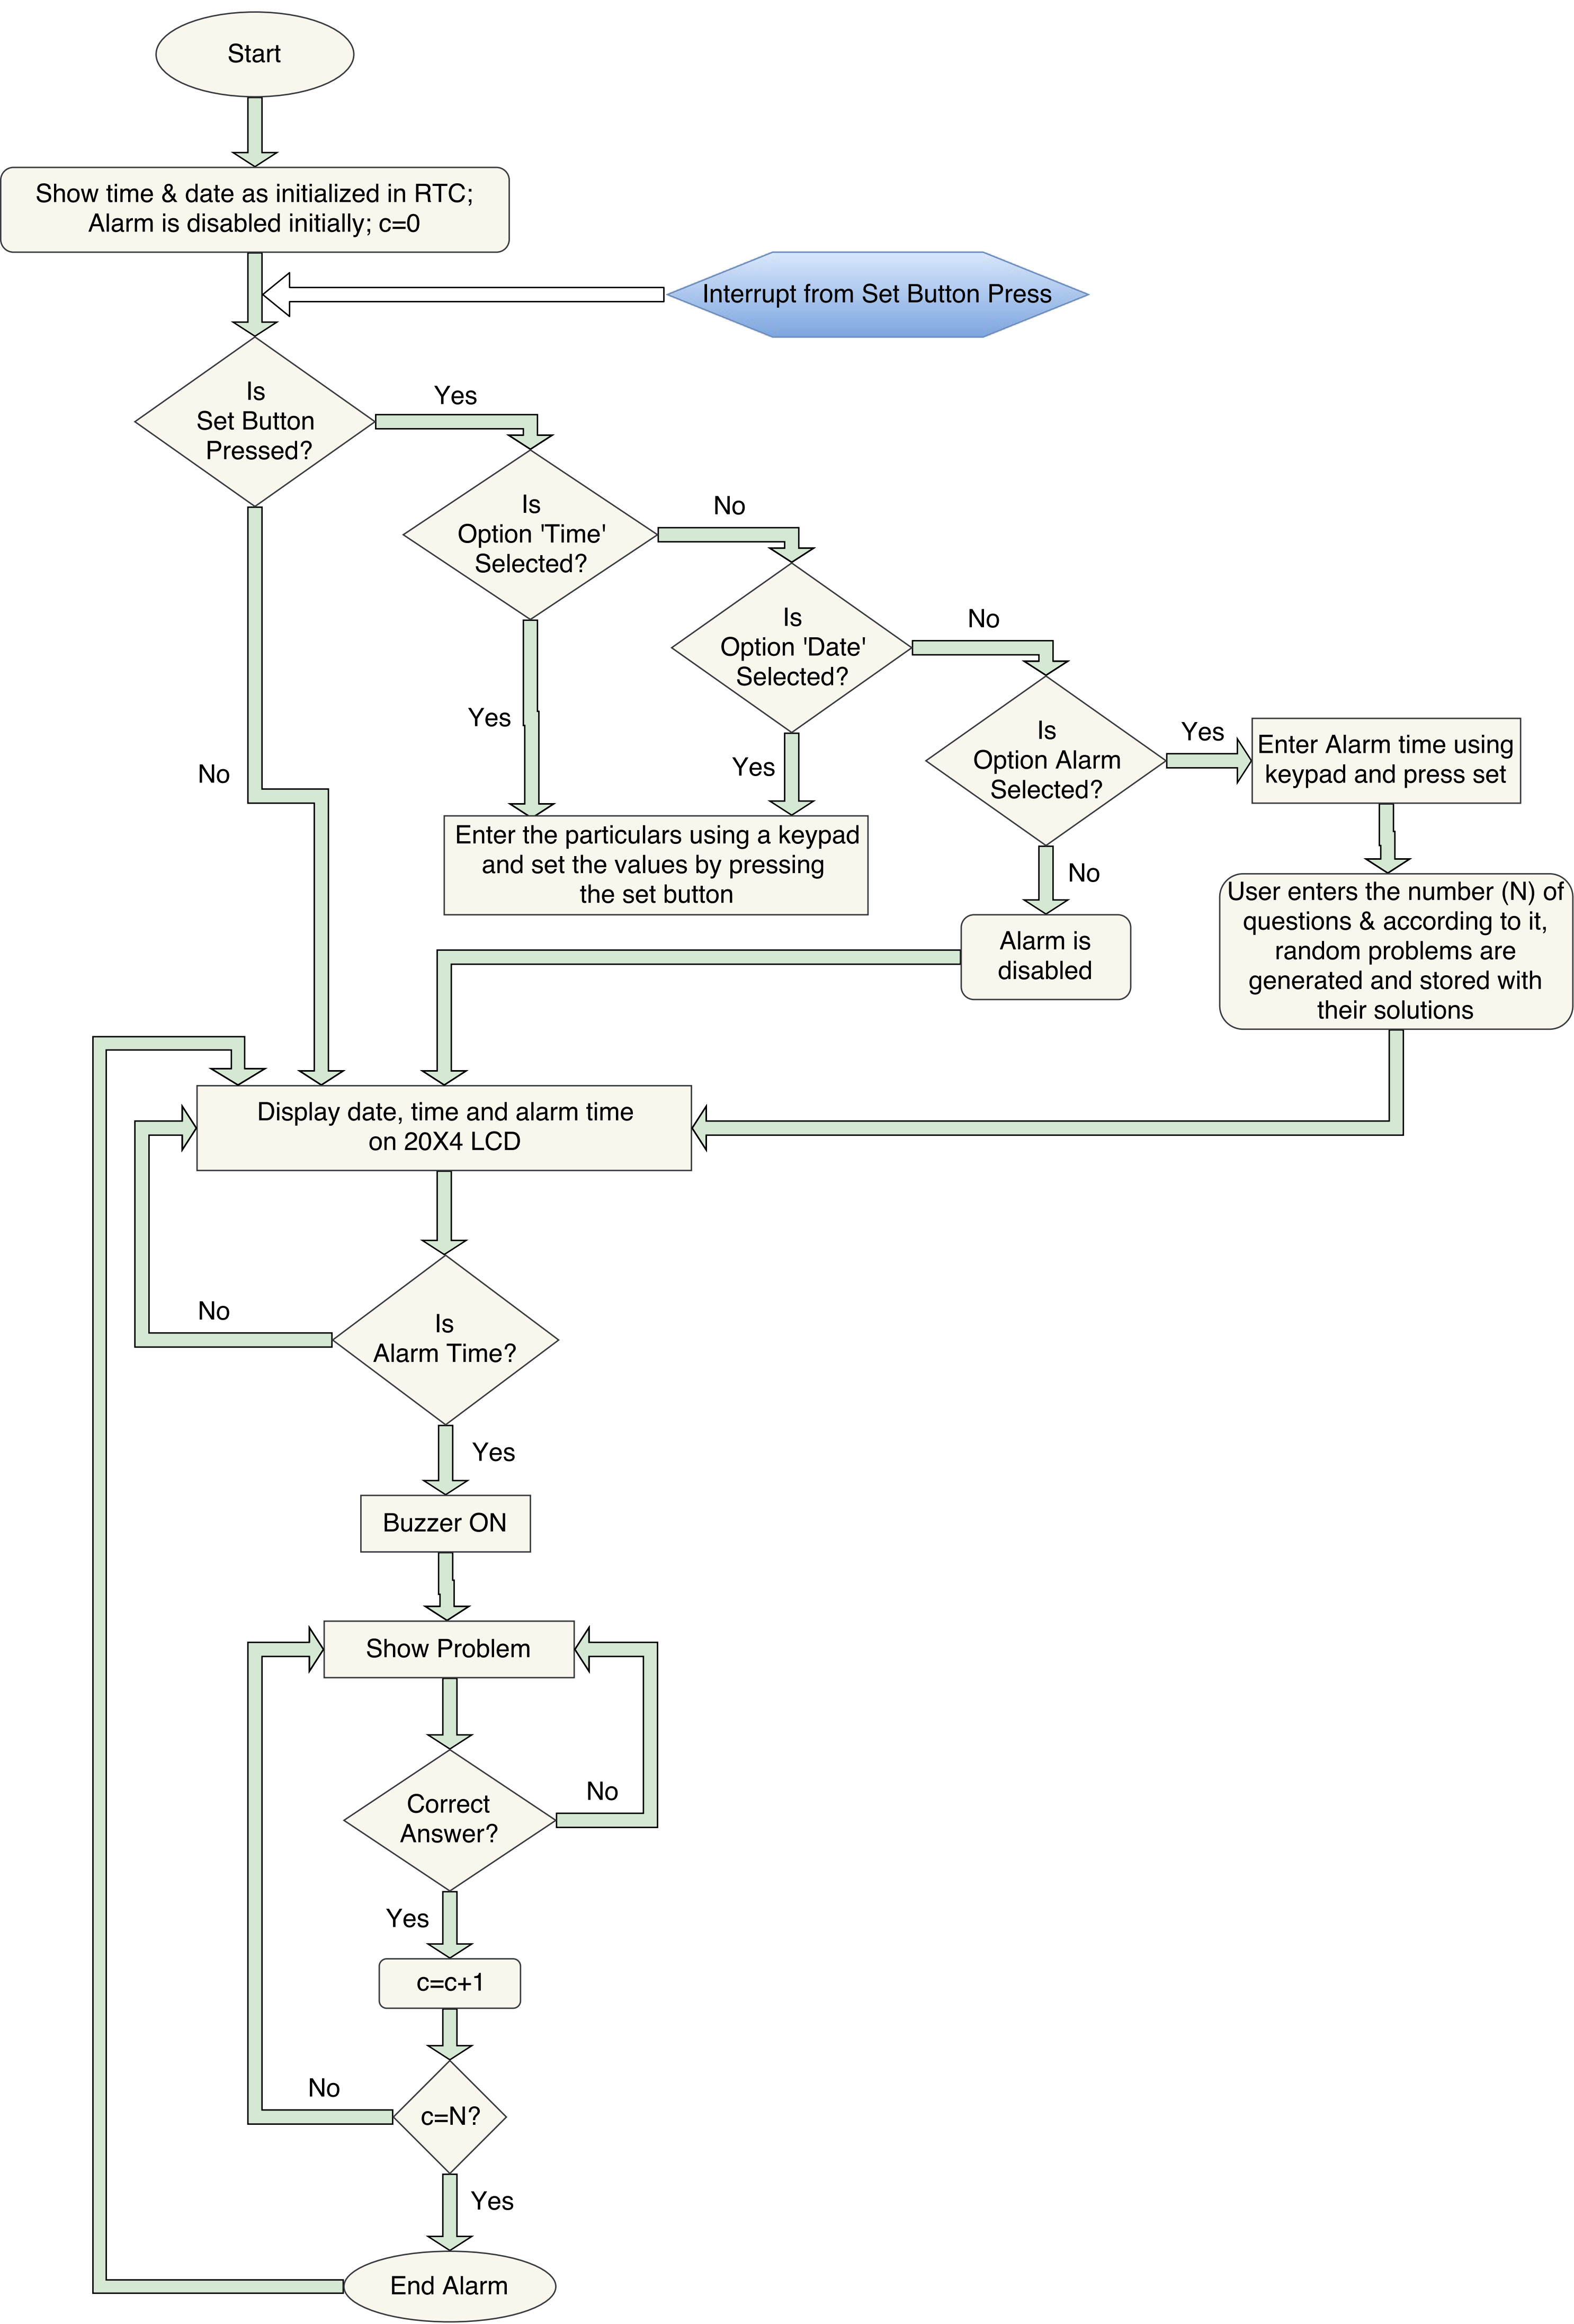 Start
Show time & date as initialized in RTC;
Alarm is disabled initially; c=0
Interrupt from Set Button Press
Is
Set Button
Pressed?
Yes
No
Is
Option 'Time'
Selected?
No
Yes
Is
Option 'Date'
Selected?
No
Yes
Is
Option Alarm
Selected?
Yes
No
Enter Alarm time using
keypad and press set
Enter the particulars using a keypad
and set the values by pressing
the set button
Alarm is
disabled
User enters the number (N) of
questions & according to it,
random problems are
generated and stored with
their solutions
Display date, time and alarm time
on 20X4 LCD
Is
Alarm Time?
No
Yes
Buzzer ON
Show Problem
Correct
Answer?
No
Yes
c=c+1
c=N?
No
Yes
End Alarm